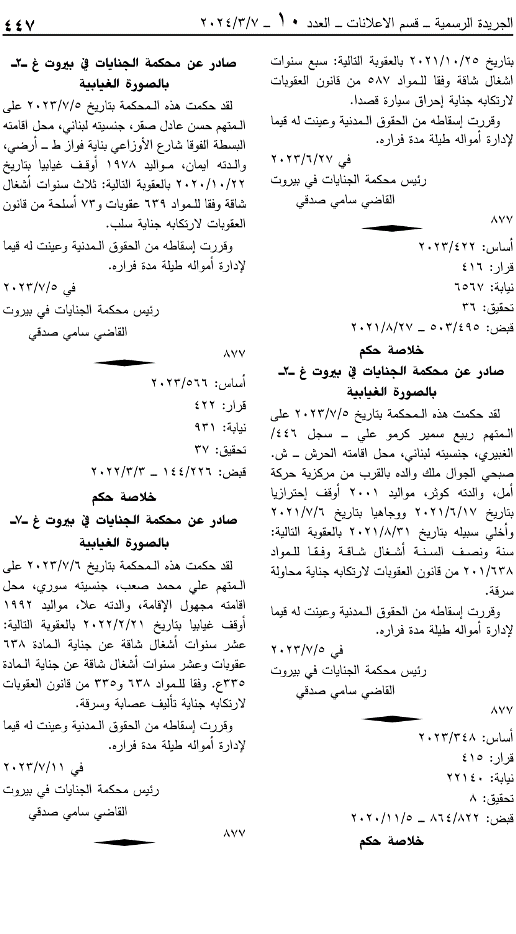 الجريدة الرسمية ــ قسم الاعلانات ــ العدد ١٠ ــ ٢٠٢٤/٣/٧
٤٤٧
بتاريخ ٢٠٢١/١٠/٢٥ بالعقوبة التالية: سبع سنوات
اشغال شاقة وفقا للمواد ٥٨٧ من قانون العقوبات
لارتكابه جناية إحراق سيارة قصدا.
وقررت إسقاطه من الحقوق المدنية وعينت له قيما
لإدارة أمواله طيلة مدة فراره.
في ٢٠٢٣/٦/٢٧
رئيس محكمة الجنايات في بيروت
القاضي سامي صدقي
٨٧٧
أساس: ٢٠٢٣/٤٢٢
قرار: ٤١٦
نيابة: ٦٥٦٧
تحقيق: ٣٦
قبض: ٥٠٣/٤٩٥ ــ ٢٠٢١/٨/٢٧
خلاصة حكم
صادر عن محكمة الجنايات في بيروت غ ــ٢ــ
بالصورة الغيابية
لقد حكمت هذه المحكمة بتاريخ ٢٠٢٣/٧/٥ على
المتهم ربيع سمير كرمو علي ــ سجل ٤٤٦/
الغبيري، جنسيته لبناني، محل اقامته الحرش ــ ش.
صبحي الجوال ملك والده بالقرب من مركزية حركة
أمل، والدته كوثر، مواليد ٢٠٠١ أوقف إحترازيا
بتاريخ ٢٠٢١/٦/١٧ ووجاهيا بتاريخ ٢٠٢١/٧/٦
وأخلي سبيله بتاريخ ٢٠٢١/٨/٣١ بالعقوبة التالية:
سنة ونصف السنة أشغال شاقة وفقا للمواد
٢٠١/٦٣٨ من قانون العقوبات لارتكابه جناية محاولة
سرقة.
وقررت إسقاطه من الحقوق المدنية وعينت له قيما
لإدارة أمواله طيلة مدة فراره.
في ٢٠٢٣/٧/٥
رئيس محكمة الجنايات في بيروت
القاضي سامي صدقي
٨٧٧
أساس: ٢٠٢٣/٣٤٨
قرار: ٤١٥
نيابة: ٢٢١٤٠
تحقيق: ٨
قبض: ٨٦٤/٨٢٢ ــ ٢٠٢٠/١١/٥
خلاصة حكم
صادر عن محكمة الجنايات في بيروت غ ــ٢ــ
بالصورة الغيابية
لقد حكمت هذه المحكمة بتاريخ ٢٠٢٣/٧/٥ على
المتهم حسن عادل صقر، جنسيته لبناني، محل اقامته
البسطة الفوقا شارع الأوزاعي بناية فواز ط ــ أرضي،
والدته ايمان، مواليد ١٩٧٨ أوقف غيابيا بتاريخ
٢٠٢٠/١٠/٢٢ بالعقوبة التالية: ثلاث سنوات أشغال
شاقة وفقا للمواد ٦٣٩ عقوبات و٧٣ أسلحة من قانون
العقوبات لارتكابه جناية سلب.
وقررت إسقاطه من الحقوق المدنية وعينت له قيما
لإدارة أمواله طيلة مدة فراره.
في ٢٠٢٣/٧/٥
رئيس محكمة الجنايات في بيروت
القاضي سامي صدقي
٨٧٧
أساس: ٢٠٢٣/٥٦٦
قرار: ٤٢٢
نيابة: ٩٣١
تحقيق: ٣٧
قبض: ١٤٤/٢٢٦ ــ ٢٠٢٢/٣/٣
خلاصة حكم
صادر عن محكمة الجنايات في بيروت غ ــ٧ــ
بالصورة الغيابية
لقد حكمت هذه المحكمة بتاريخ ٢٠٢٣/٧/٦ على
المتهم علي محمد صعب، جنسيته سوري، محل
اقامته مجهول الإقامة، والدته علا، مواليد ١٩٩٢
أوقف غيابيا بتاريخ ٢٠٢٢/٢/٢١ بالعقوبة التالية:
عشر سنوات أشغال شاقة عن جناية المادة ٦٣٨
عقوبات وعشر سنوات أشغال شاقة عن جناية المادة
٣٣٥ع. وفقا للمواد ٦٣٨ و٣٣٥ من قانون العقوبات
لارتكابه جناية تأليف عصابة وسرقة.
وقررت إسقاطه من الحقوق المدنية وعينت له قيما
لإدارة أمواله طيلة مدة فراره.
في ٢٠٢٣/٧/١١
رئيس محكمة الجنايات في بيروت
القاضي سامي صدقي
٨٧٧